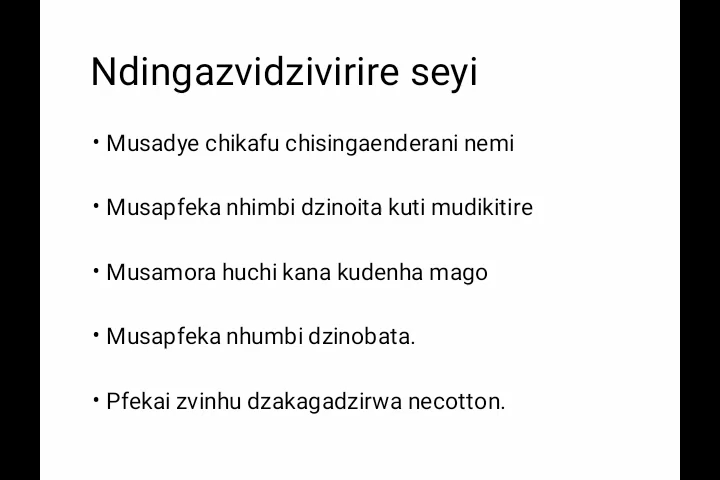 Ndingazvidzivirire seyi
• Musadye chikafu chisingaenderani nemi
• Musapfeka nhimbi dzinoita kuti mudikitire
• Musamora huchi kana kudenha mago
• Musapfeka nhumbi dzinobata.
• Pfekai zvinhu dzakagadzirwa necotton.